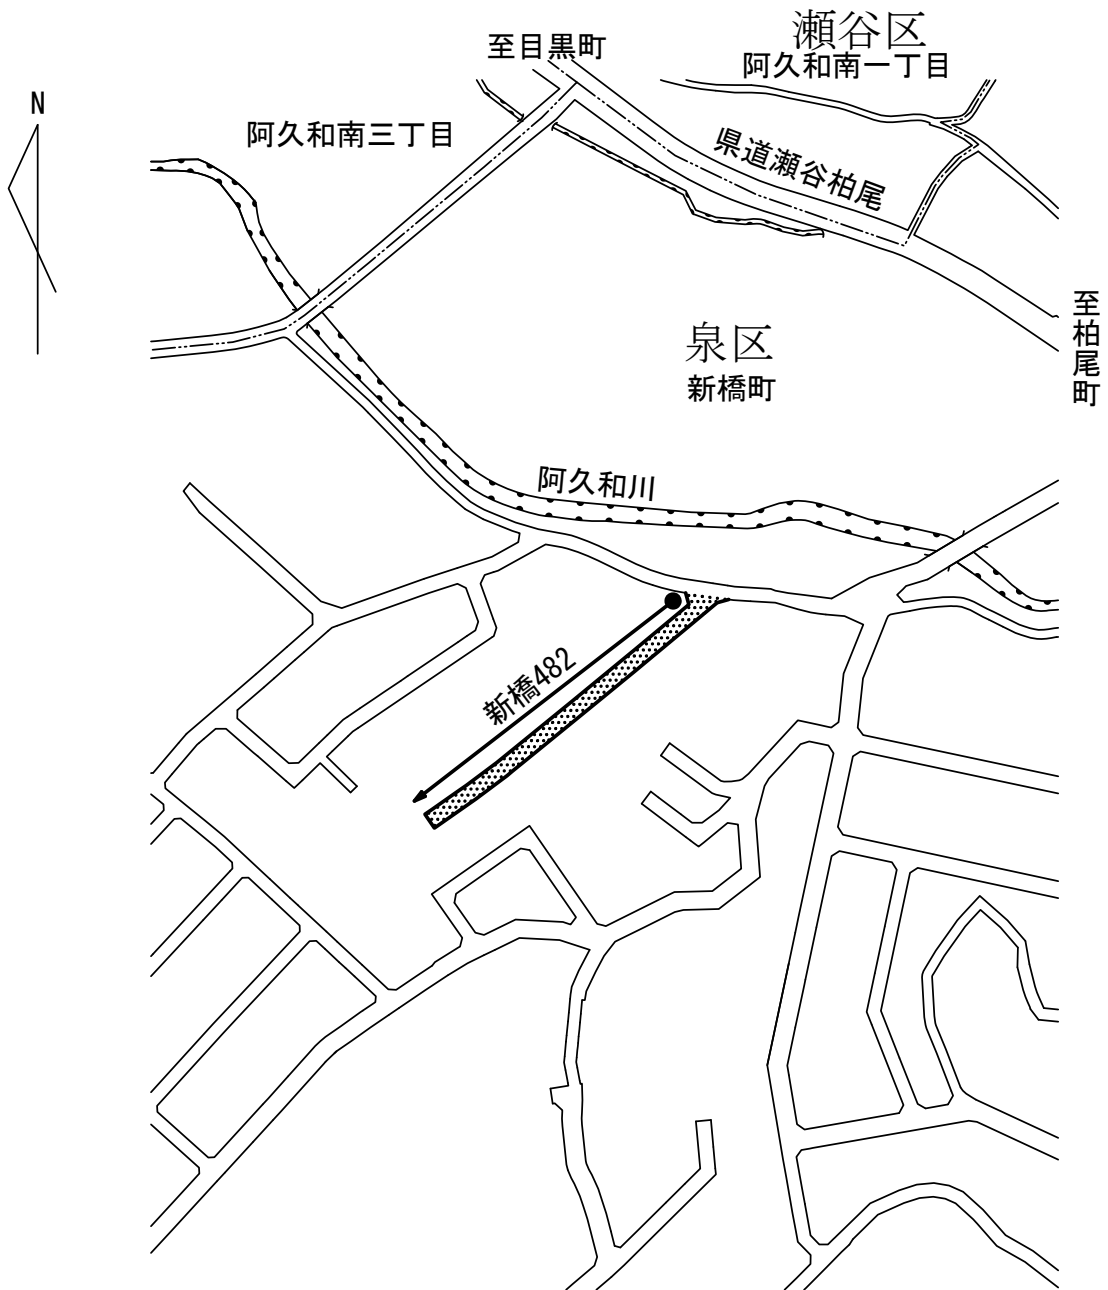 瀬谷区
至目黒町
阿久和南一丁目
N
阿久和南三丁目
県道瀬谷柏尾
至柏尾町
泉区
新橋町
阿久和川
新橋482